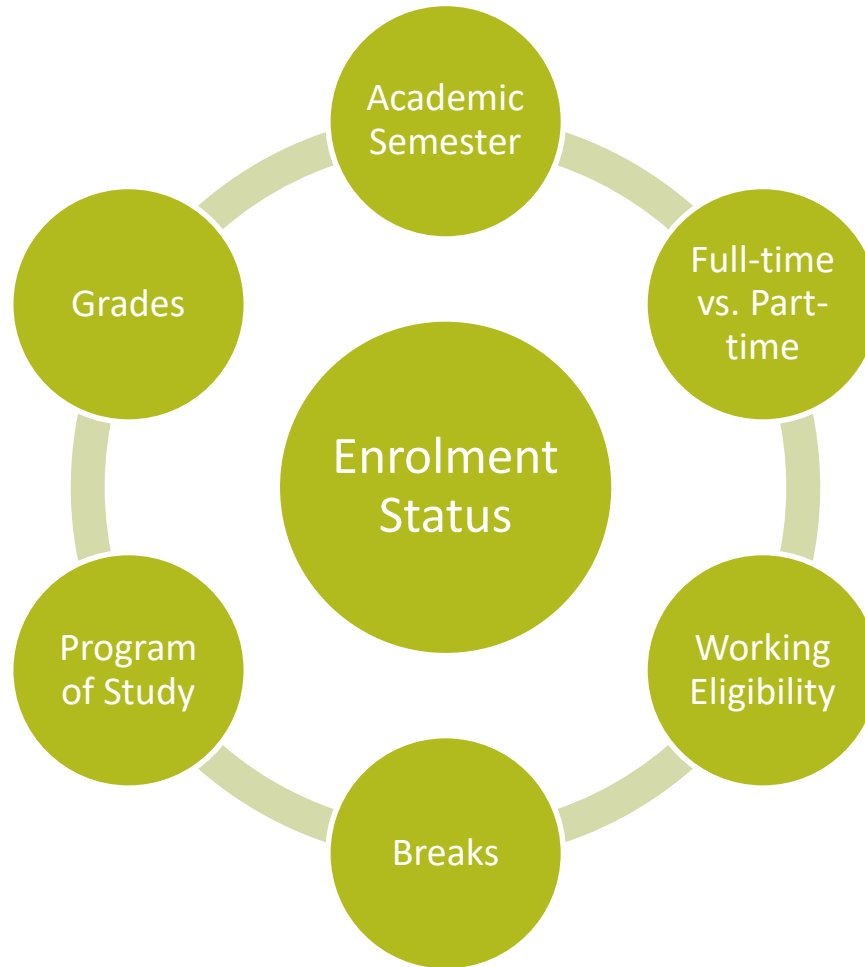 Academic
Semester
Full-time
vs. Part-
time
Working
Eligibility
Breaks
Program
of Study
Grades
Enrolment
Status